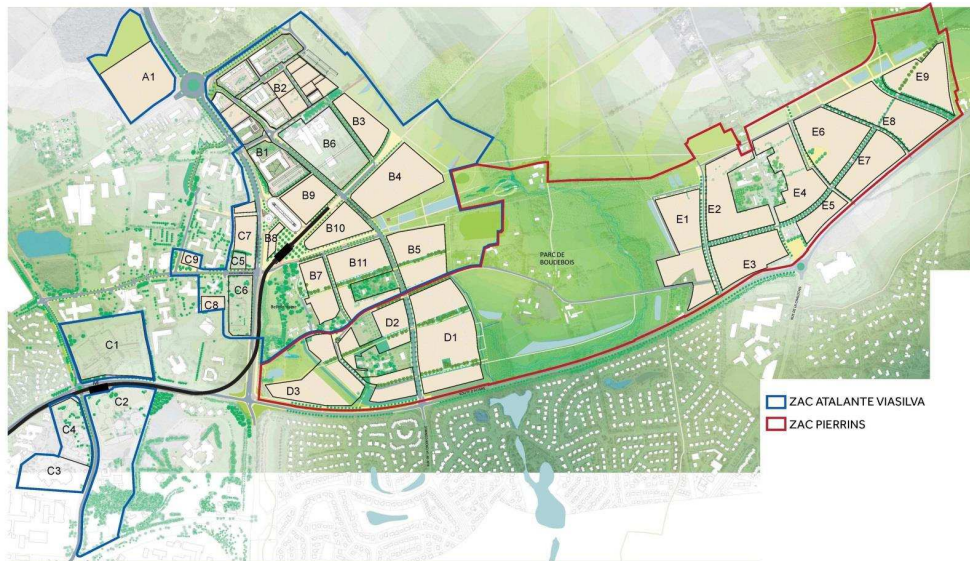 A1
B2
B3
B1
B6
B4
B9
B8
B10
B5
B7
B11
C7
C9
C5
C6
C8
C1
C2
C4
C3
D2
D1
D3
PARC DE
BOUDEBOIS
E9
E8
E6
E7
E4
E5
E1
E2
E3
ZAC ATALANTE VIASILVA
ZAC PIERRINS